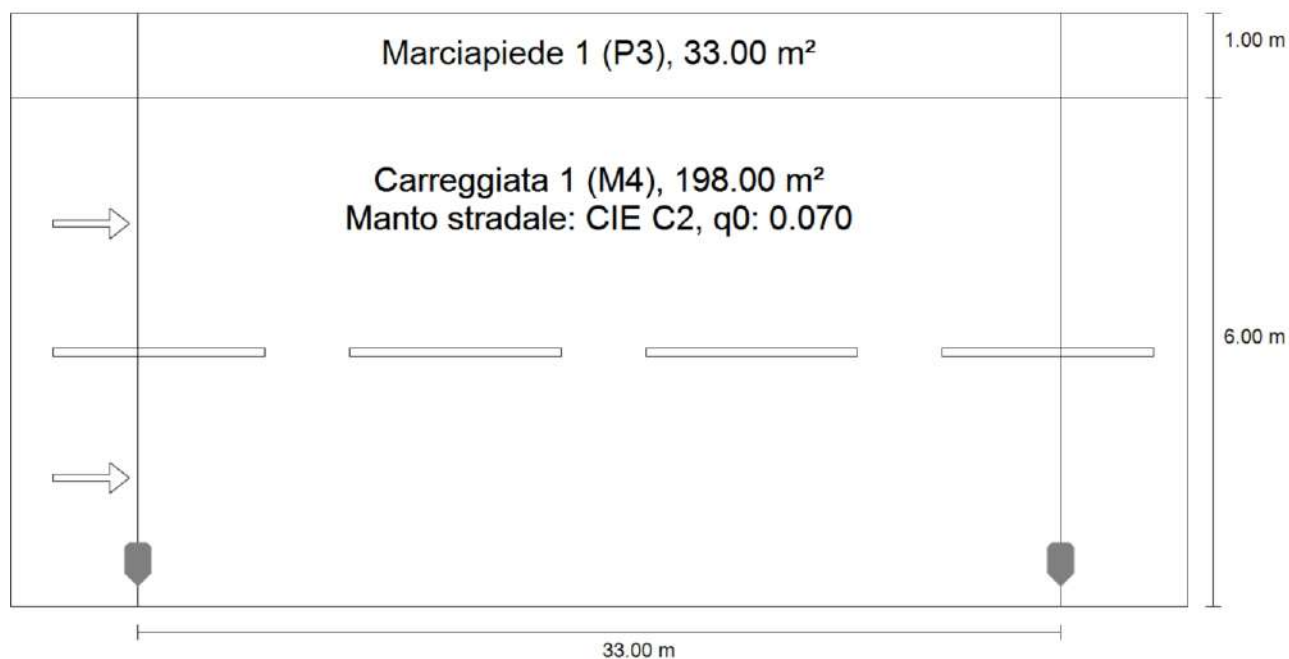 Marciapiede 1 (P3), 33.00 m²
1.00 m
Carreggiata 1 (M4), 198.00 m²
Manto stradale: CIE C2, q0: 0.070
6.00 m
33.00 m